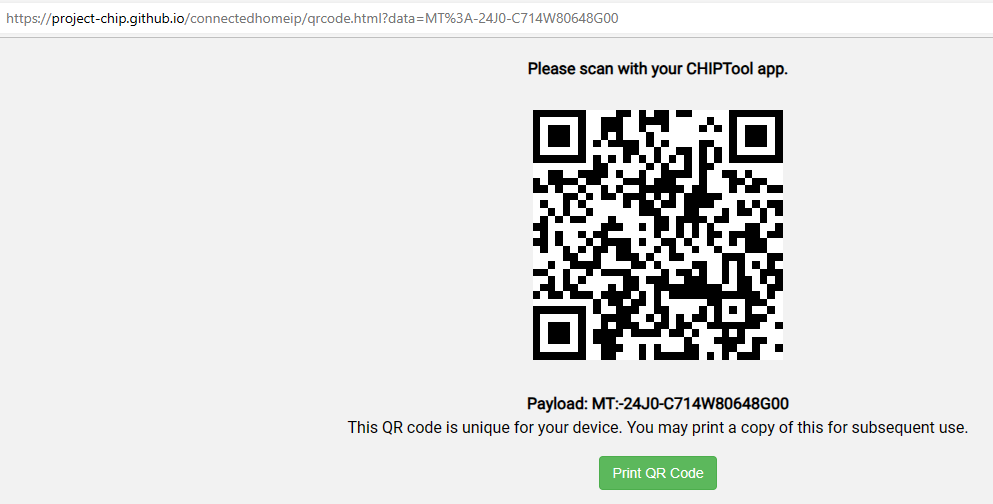 https://project-chip.github.io/connectedhomeip/qrcode.html?data=MT%3A-24J0-C714W80648G00
Please scan with your CHIPTool app.
Payload: MT:-24J0-C714W80648G00
This QR code is unique for your device. You may print a copy of this for subsequent use.
Print QR Code